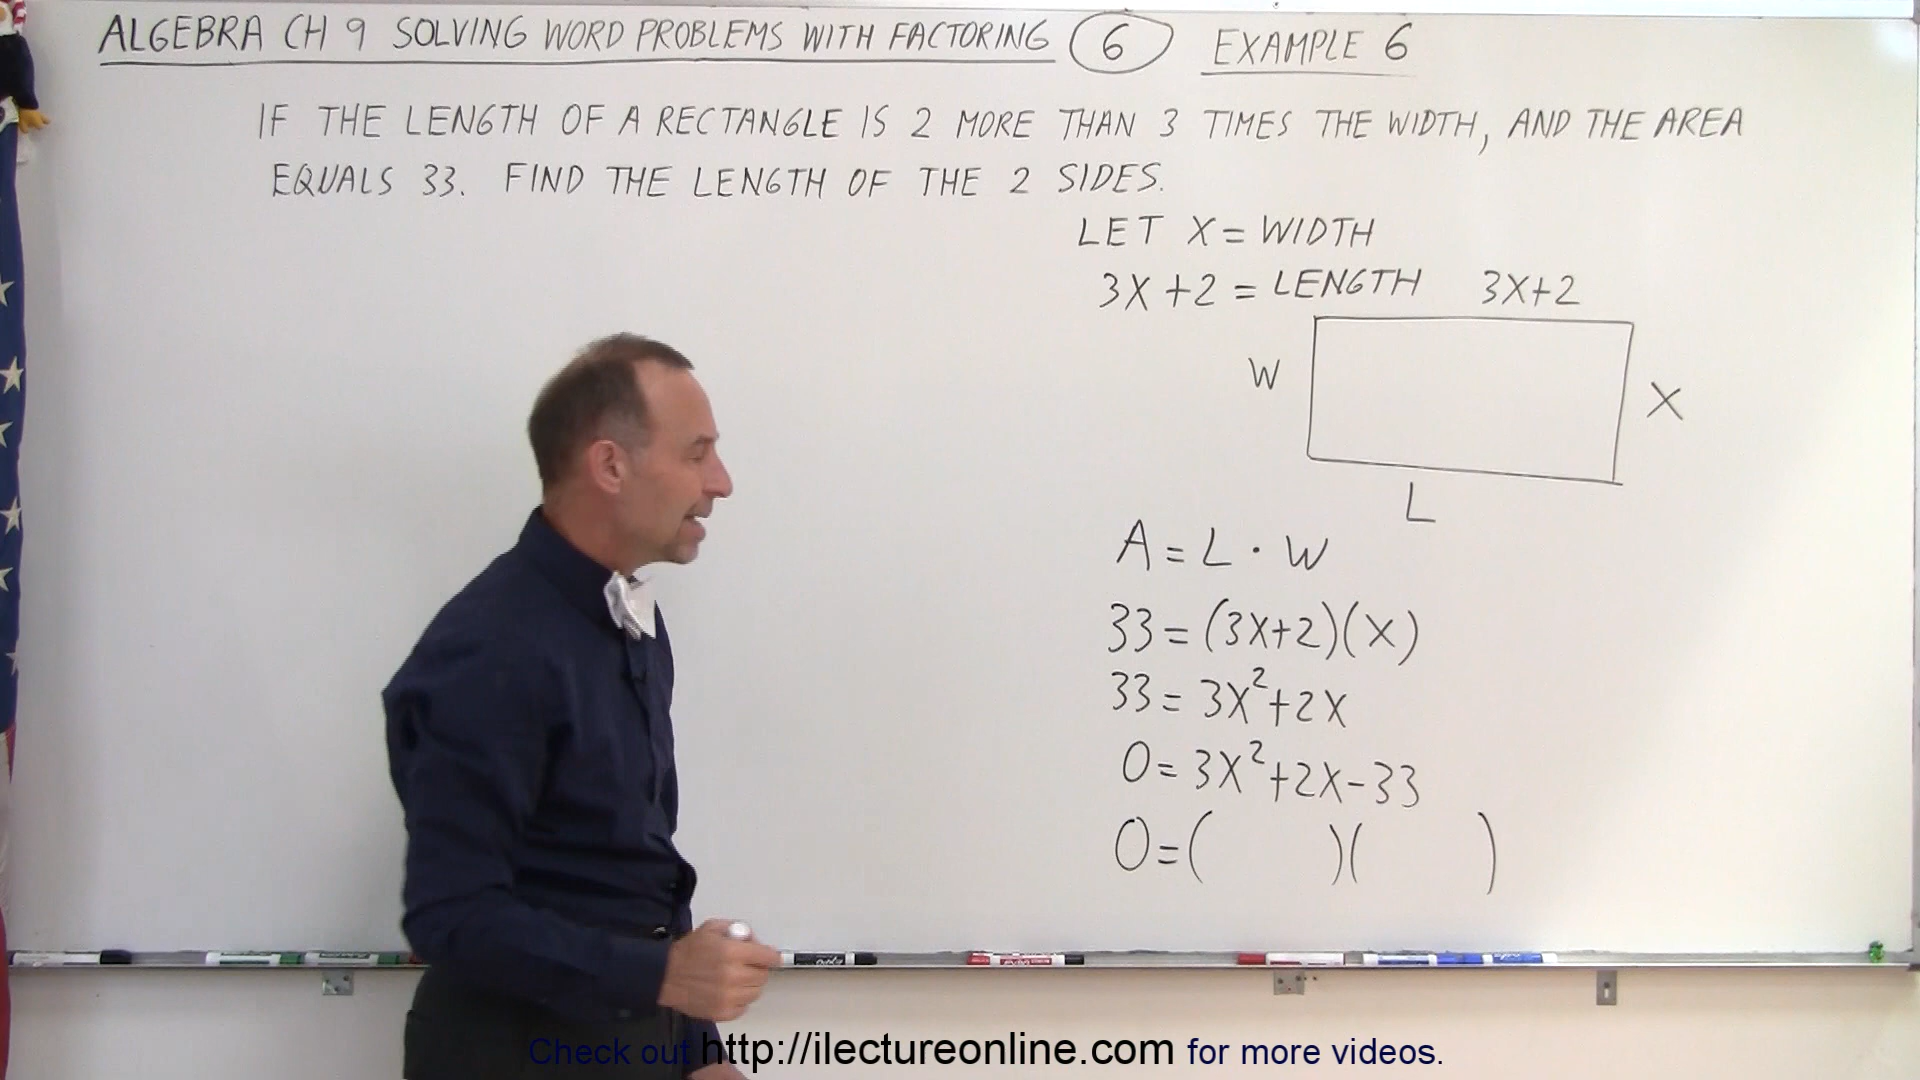 ALGEBRA CH 9 SOLVING WORD PROBLEMS WITH FACTORING 6 EXAMPLE 6
IF THE LENGTH OF A RECTANGLE IS 2 MORE THAN 3 TIMES THE WIDTH, AND THE AREA
EQUALS 33. FIND THE LENGTH OF THE 2 SIDES.
LET X = WIDTH
3X + 2 = LENGTH 3X+2
W
X
L
A = L · W
33 = (3X+2)(X)
33 = 3X²+2X
0 = 3X²+2X-33
0 = ( )( )
Check out http://ilectureonline.com for more videos.